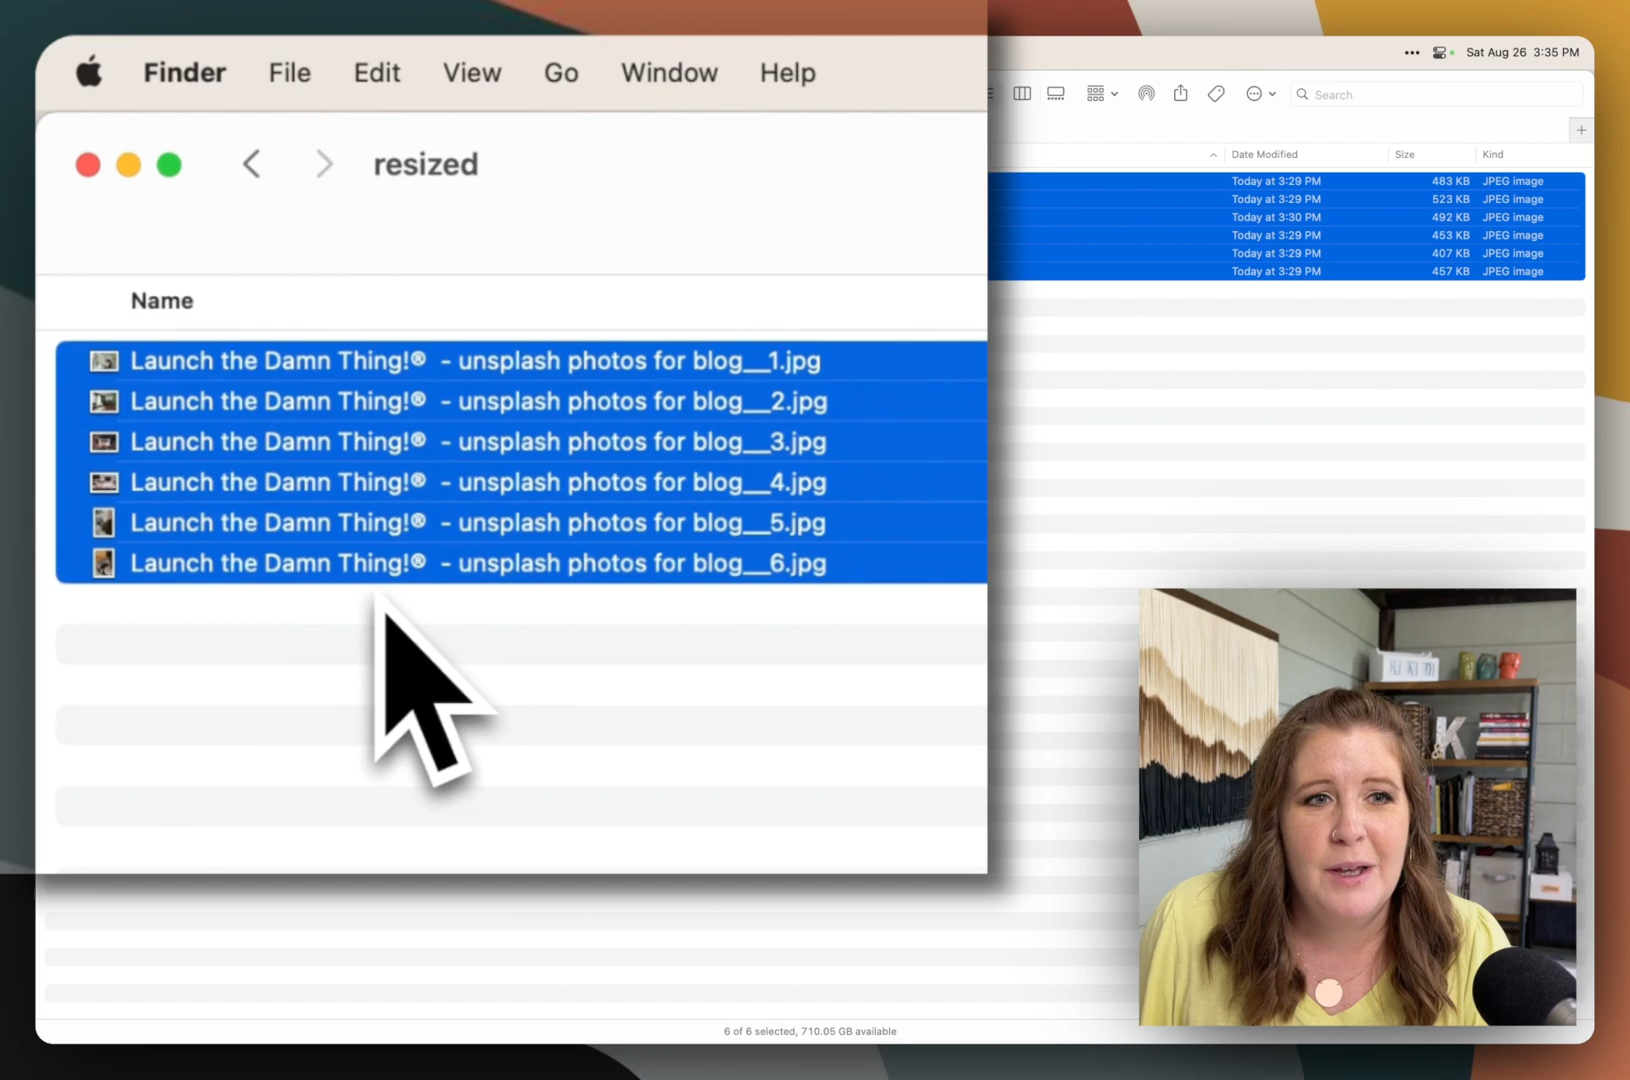 Finder File Edit View Go Window Help
••• Sat Aug 26 3:35 PM
resized
Search
Name
Date Modified Size Kind
Launch the Damn Thing!® - unsplash photos for blog__1.jpg
Launch the Damn Thing!® - unsplash photos for blog__2.jpg
Launch the Damn Thing!® - unsplash photos for blog__3.jpg
Launch the Damn Thing!® - unsplash photos for blog__4.jpg
Launch the Damn Thing!® - unsplash photos for blog__5.jpg
Launch the Damn Thing!® - unsplash photos for blog__6.jpg
Today at 3:29 PM 483 KB JPEG image
Today at 3:29 PM 523 KB JPEG image
Today at 3:30 PM 492 KB JPEG image
Today at 3:29 PM 453 KB JPEG image
Today at 3:29 PM 407 KB JPEG image
Today at 3:29 PM 457 KB JPEG image
K
6 of 6 selected, 710.05 GB available